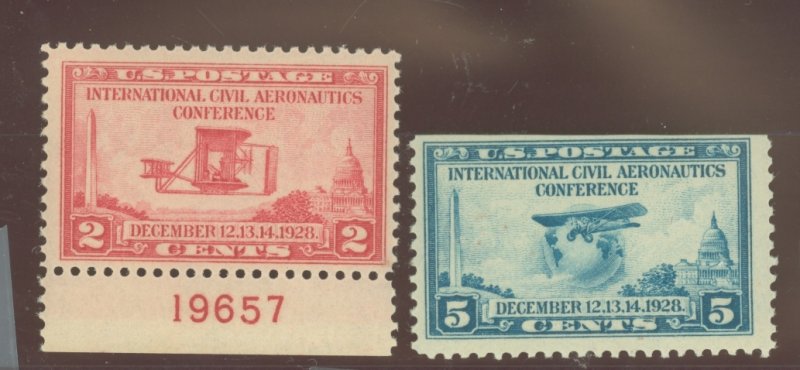 U.S. POSTAGE
INTERNATIONAL CIVIL AERONAUTICS
CONFERENCE
2 DECEMBER 12.13.14.1928. 2
CENTS
19657
U.S. POSTAGE
INTERNATIONAL CIVIL AERONAUTICS
CONFERENCE
5 DECEMBER 12.13.14.1928. 5
CENTS